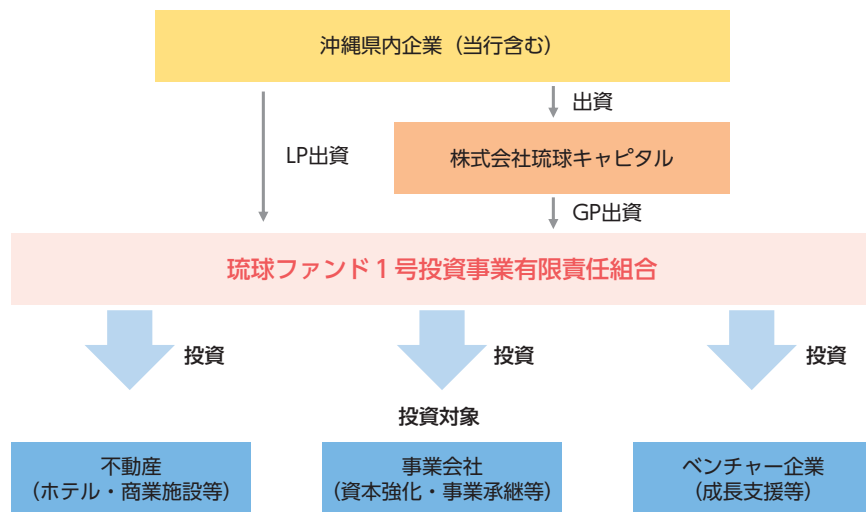 沖縄県内企業（当行含む）
出資
LP出資
株式会社琉球キャピタル
GP出資
琉球ファンド１号投資事業有限責任組合
投資
投資
投資
投資対象
不動産
（ホテル・商業施設等）
事業会社
（資本強化・事業承継等）
ベンチャー企業
（成長支援等）